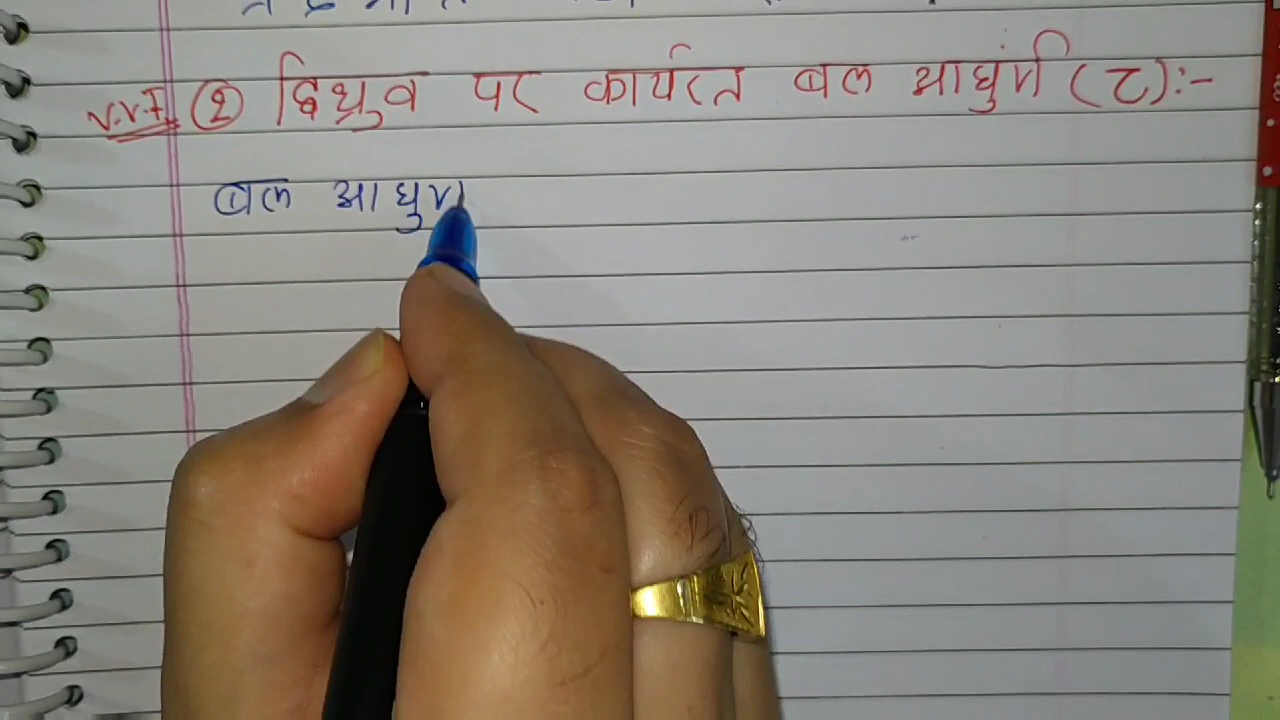 V.V.I. ② द्विध्रुव पर कार्यरत बल आघुर्ण (τ):-
बल आघुर्ण